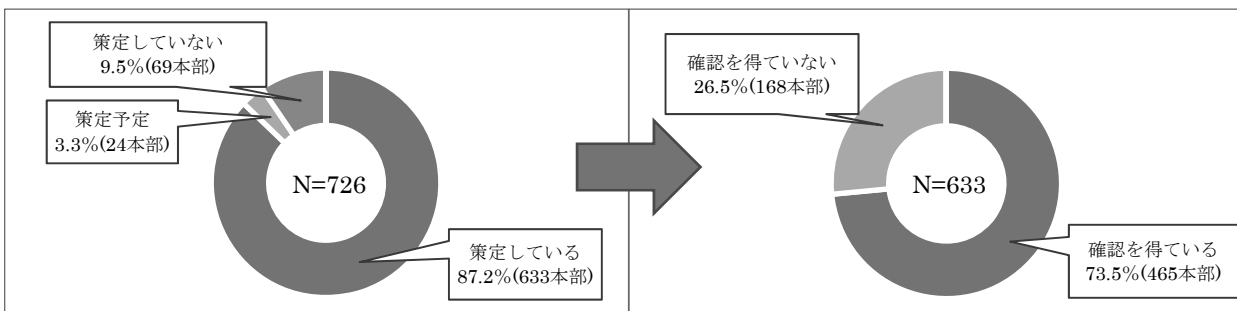 策定していない
9.5%(69本部)
策定予定
3.3%(24本部)
N=726
策定している
87.2%(633本部)
確認を得ていない
26.5%(168本部)
N=633
確認を得ている
73.5%(465本部)